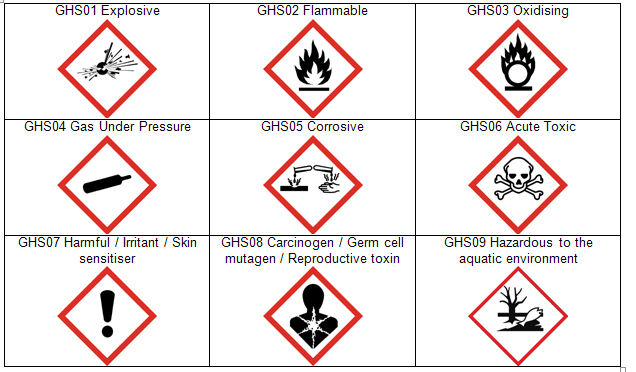 GHS01 Explosive
GHS02 Flammable
GHS03 Oxidising
GHS04 Gas Under Pressure
GHS05 Corrosive
GHS06 Acute Toxic
GHS07 Harmful / Irritant / Skin
sensitiser
GHS08 Carcinogen / Germ cell
mutagen / Reproductive toxin
GHS09 Hazardous to the
aquatic environment